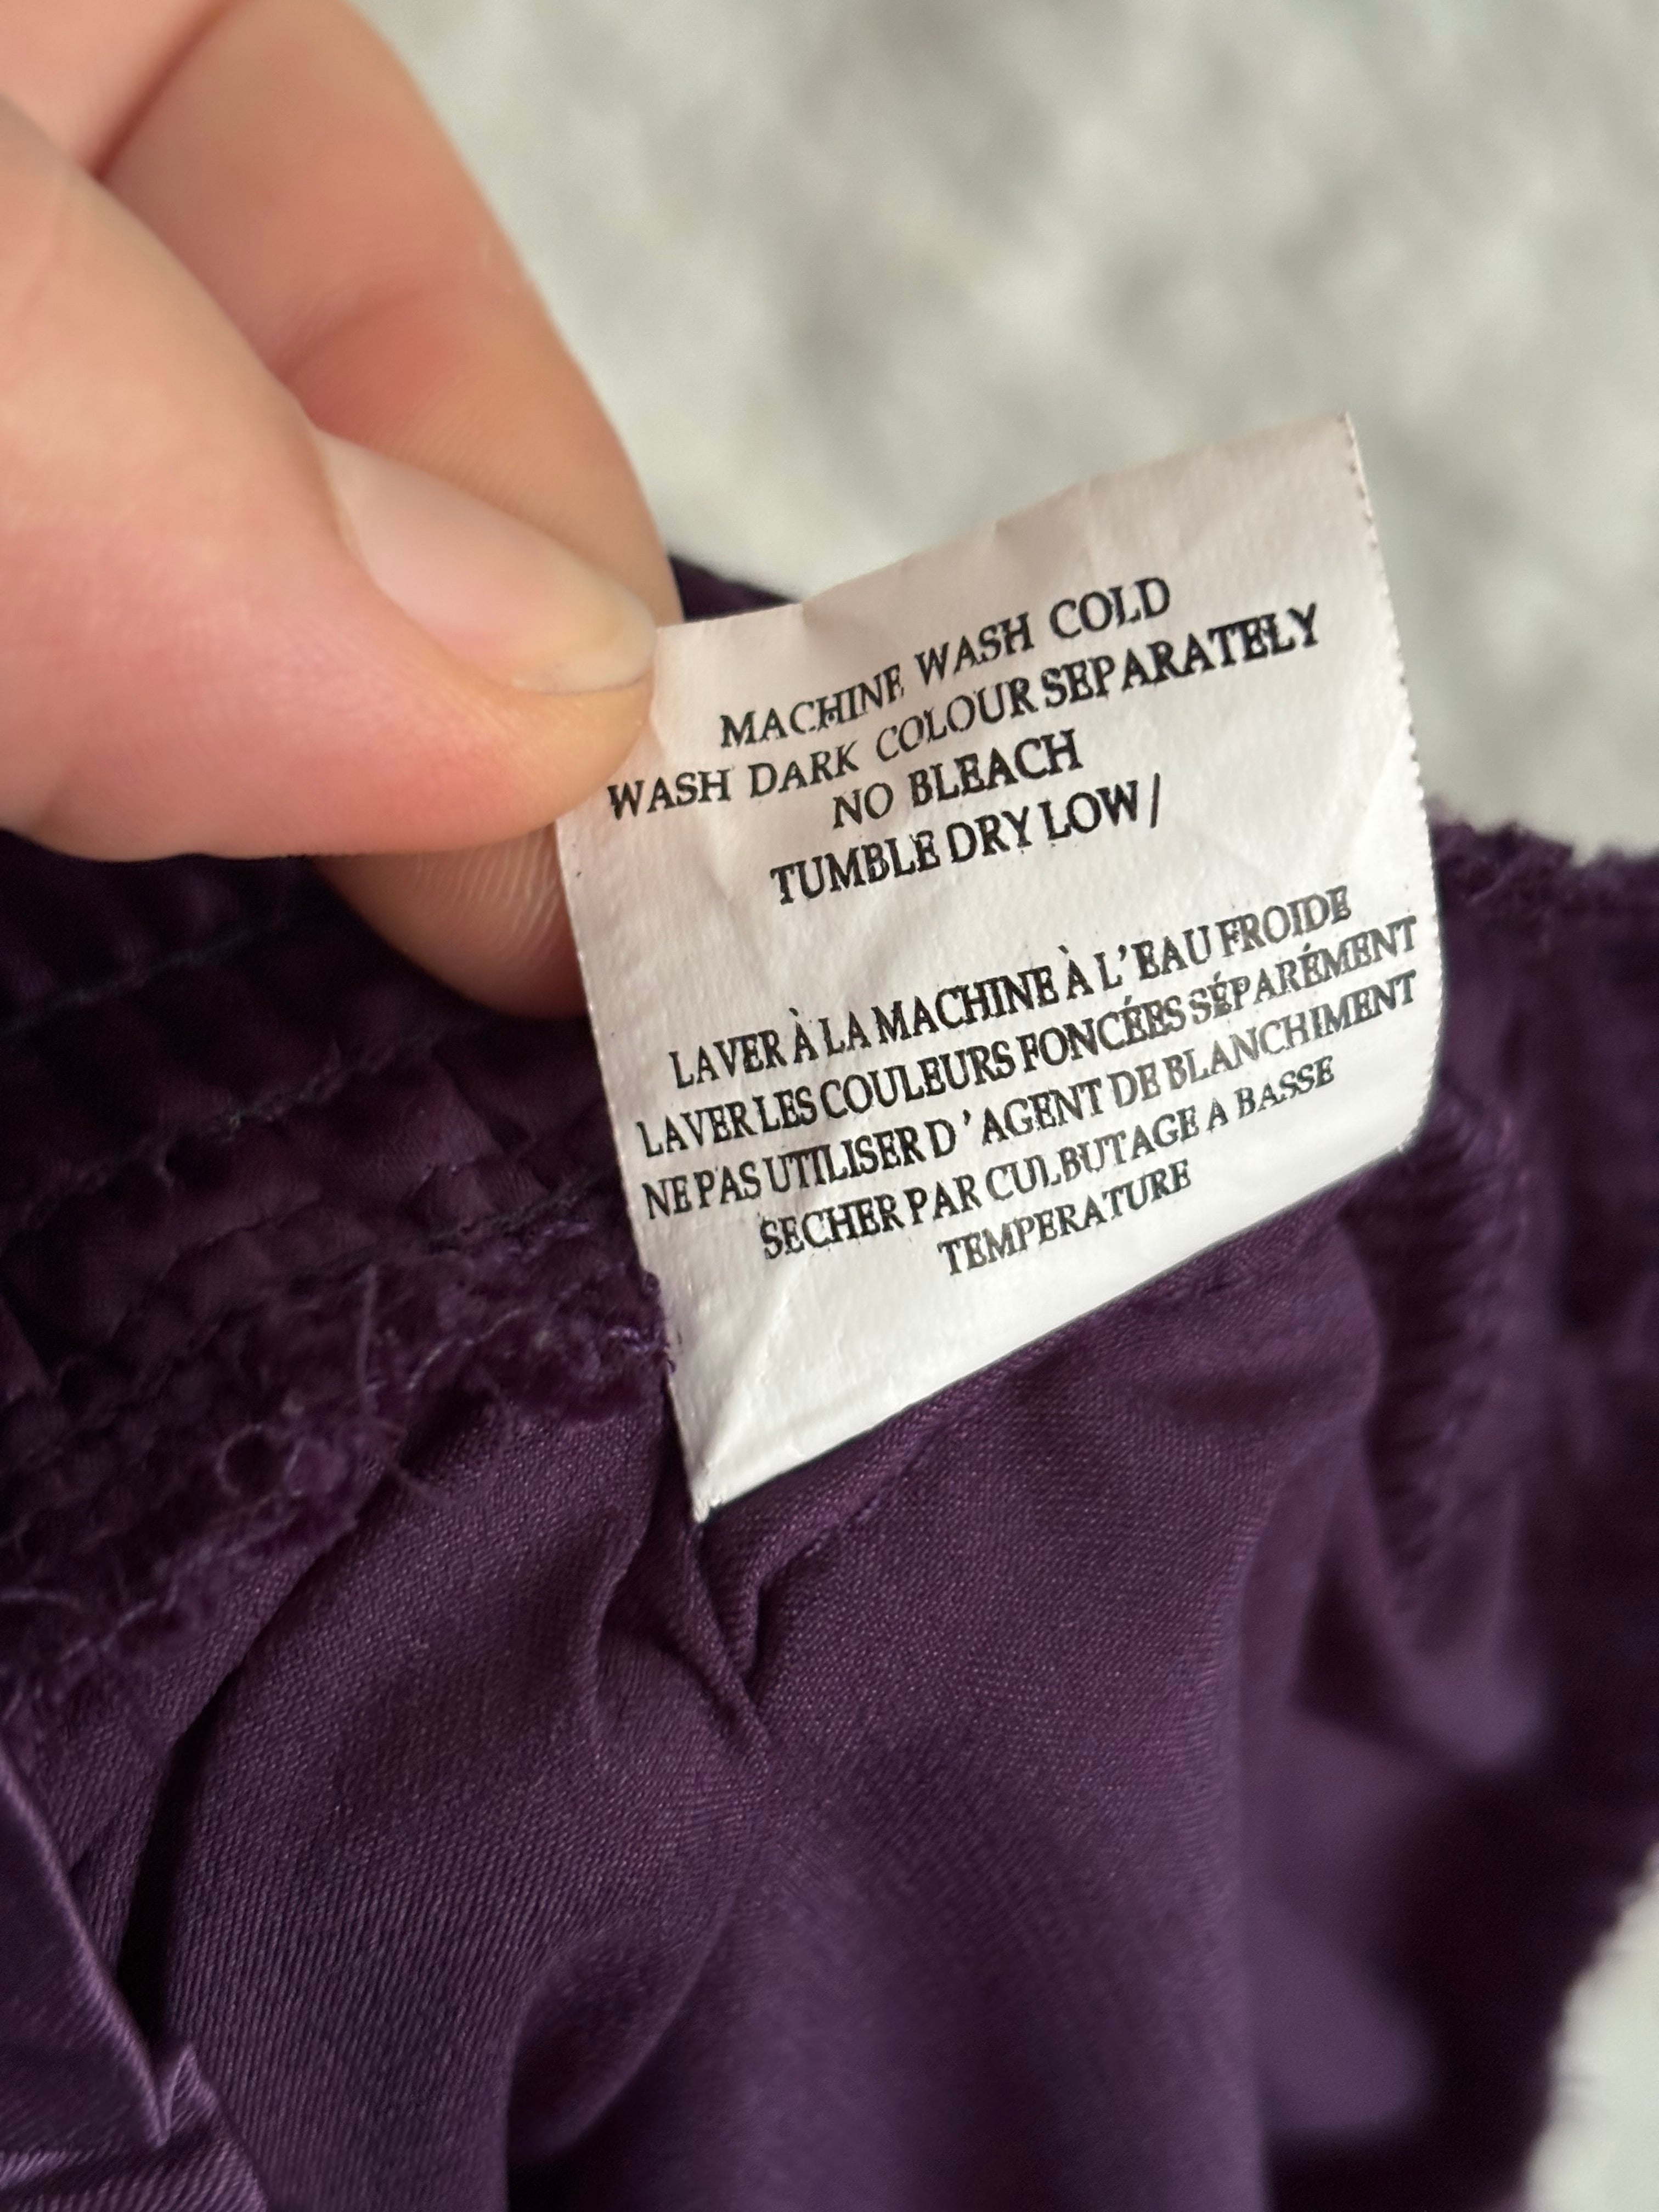 MACHINE WASH COLD
WASH DARK COLOUR SEPARATELY
NO BLEACH
TUMBLE DRY LOW /
LAVER À LA MACHINE À L'EAU FROIDE
LAVER LES COULEURS FONCÉES SÉPARÉMENT
NE PAS UTILISER D'AGENT DE BLANCHIMENT
SECHER PAR CULBUTAGE A BASSE
TEMPERATURE